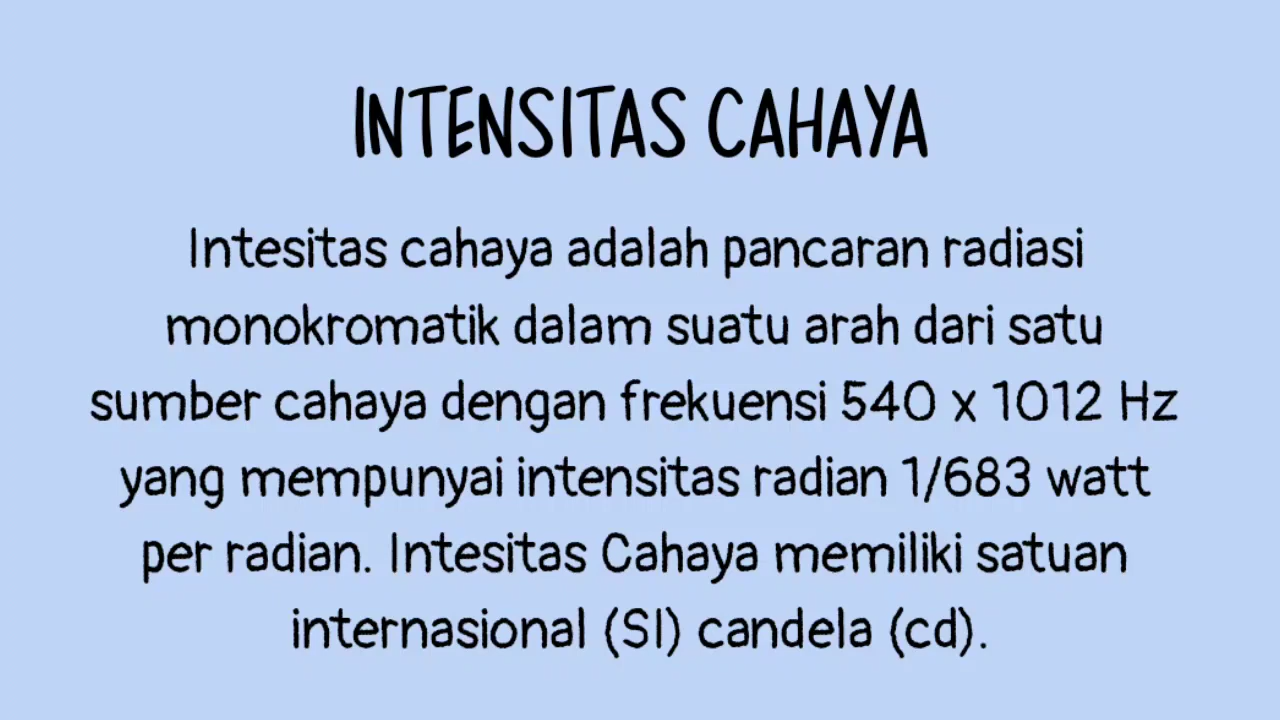 INTENSITAS CAHAYA
Intesitas cahaya adalah pancaran radiasi
monokromatik dalam suatu arah dari satu
sumber cahaya dengan frekuensi 540 x 1012 Hz
yang mempunyai intensitas radian 1/683 watt
per radian. Intesitas Cahaya memiliki satuan
internasional (SI) candela (cd).